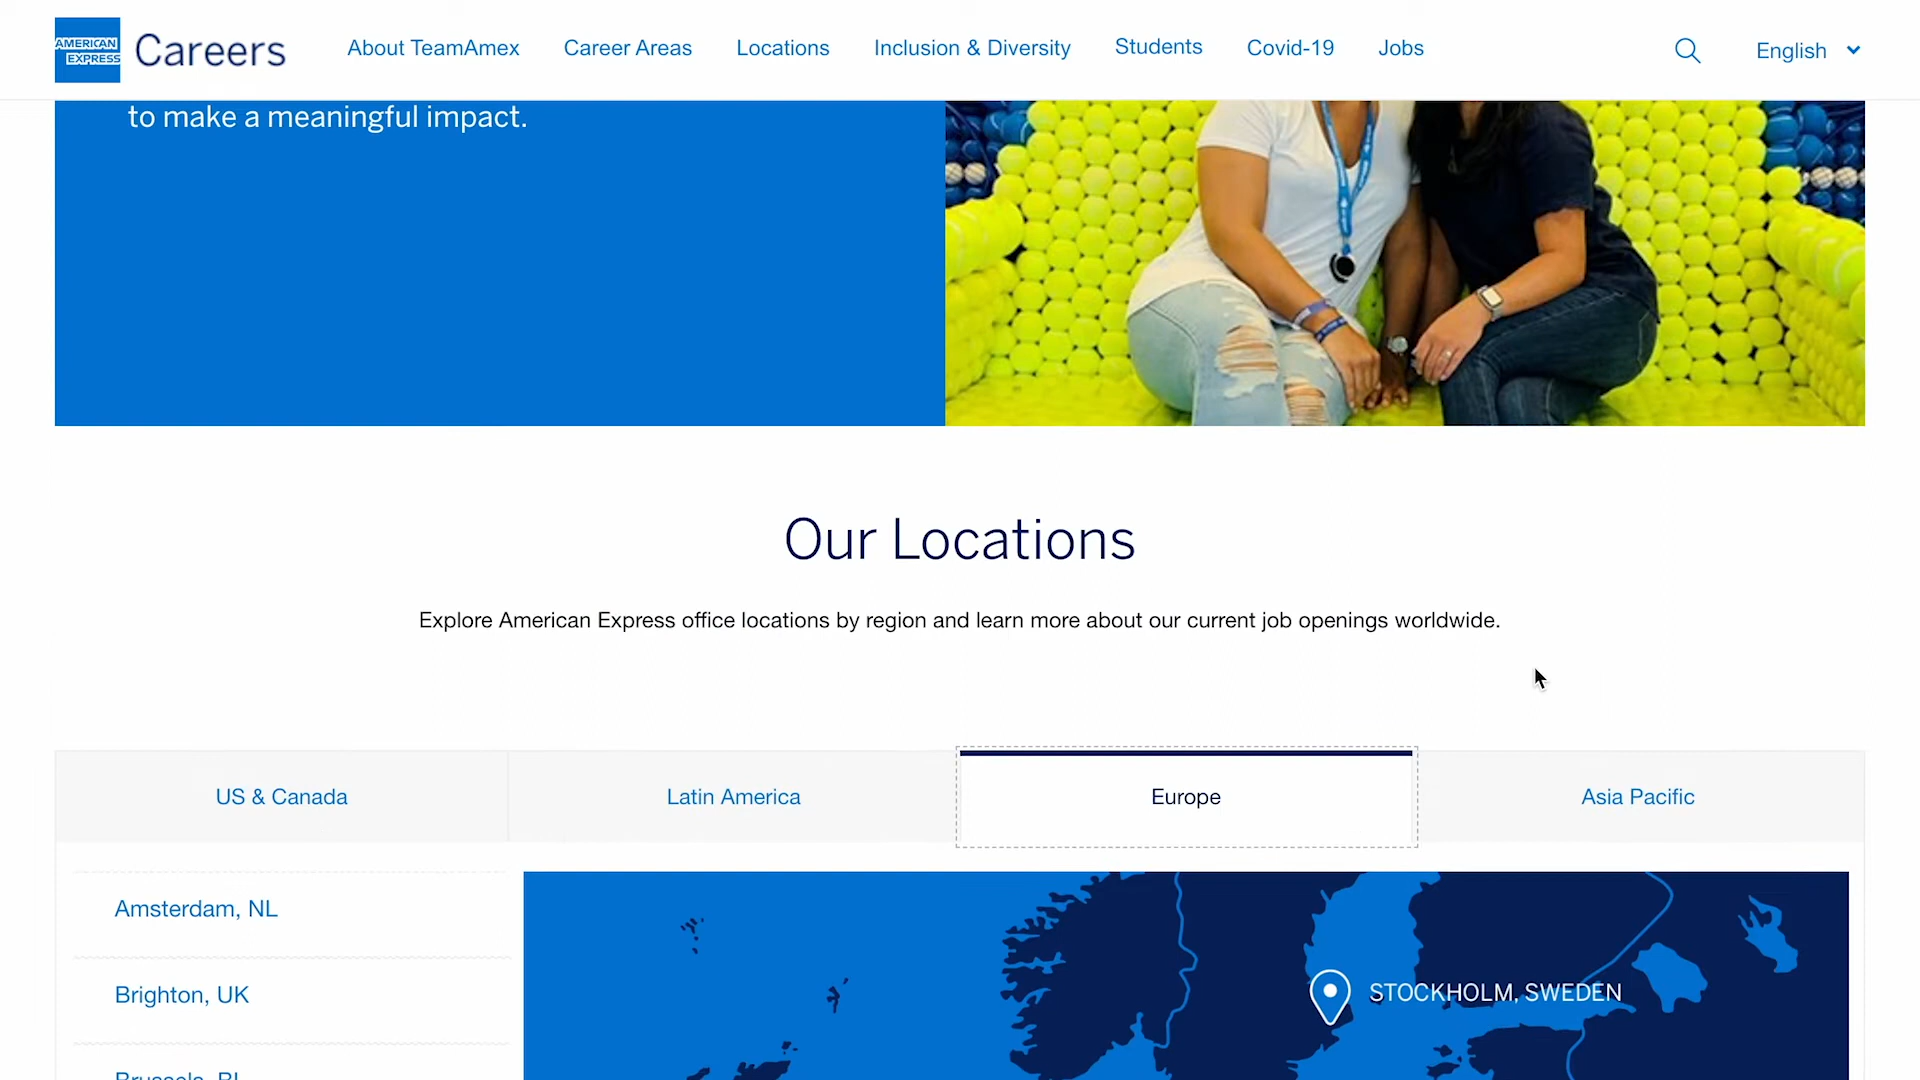 AMERICAN
EXPRESS
Careers
About TeamAmex
Career Areas
Locations
Inclusion & Diversity
Students
Covid-19
Jobs
English
to make a meaningful impact.
Our Locations
Explore American Express office locations by region and learn more about our current job openings worldwide.
US & Canada
Latin America
Europe
Asia Pacific
Amsterdam, NL
STOCKHOLM, SWEDEN
Brighton, UK